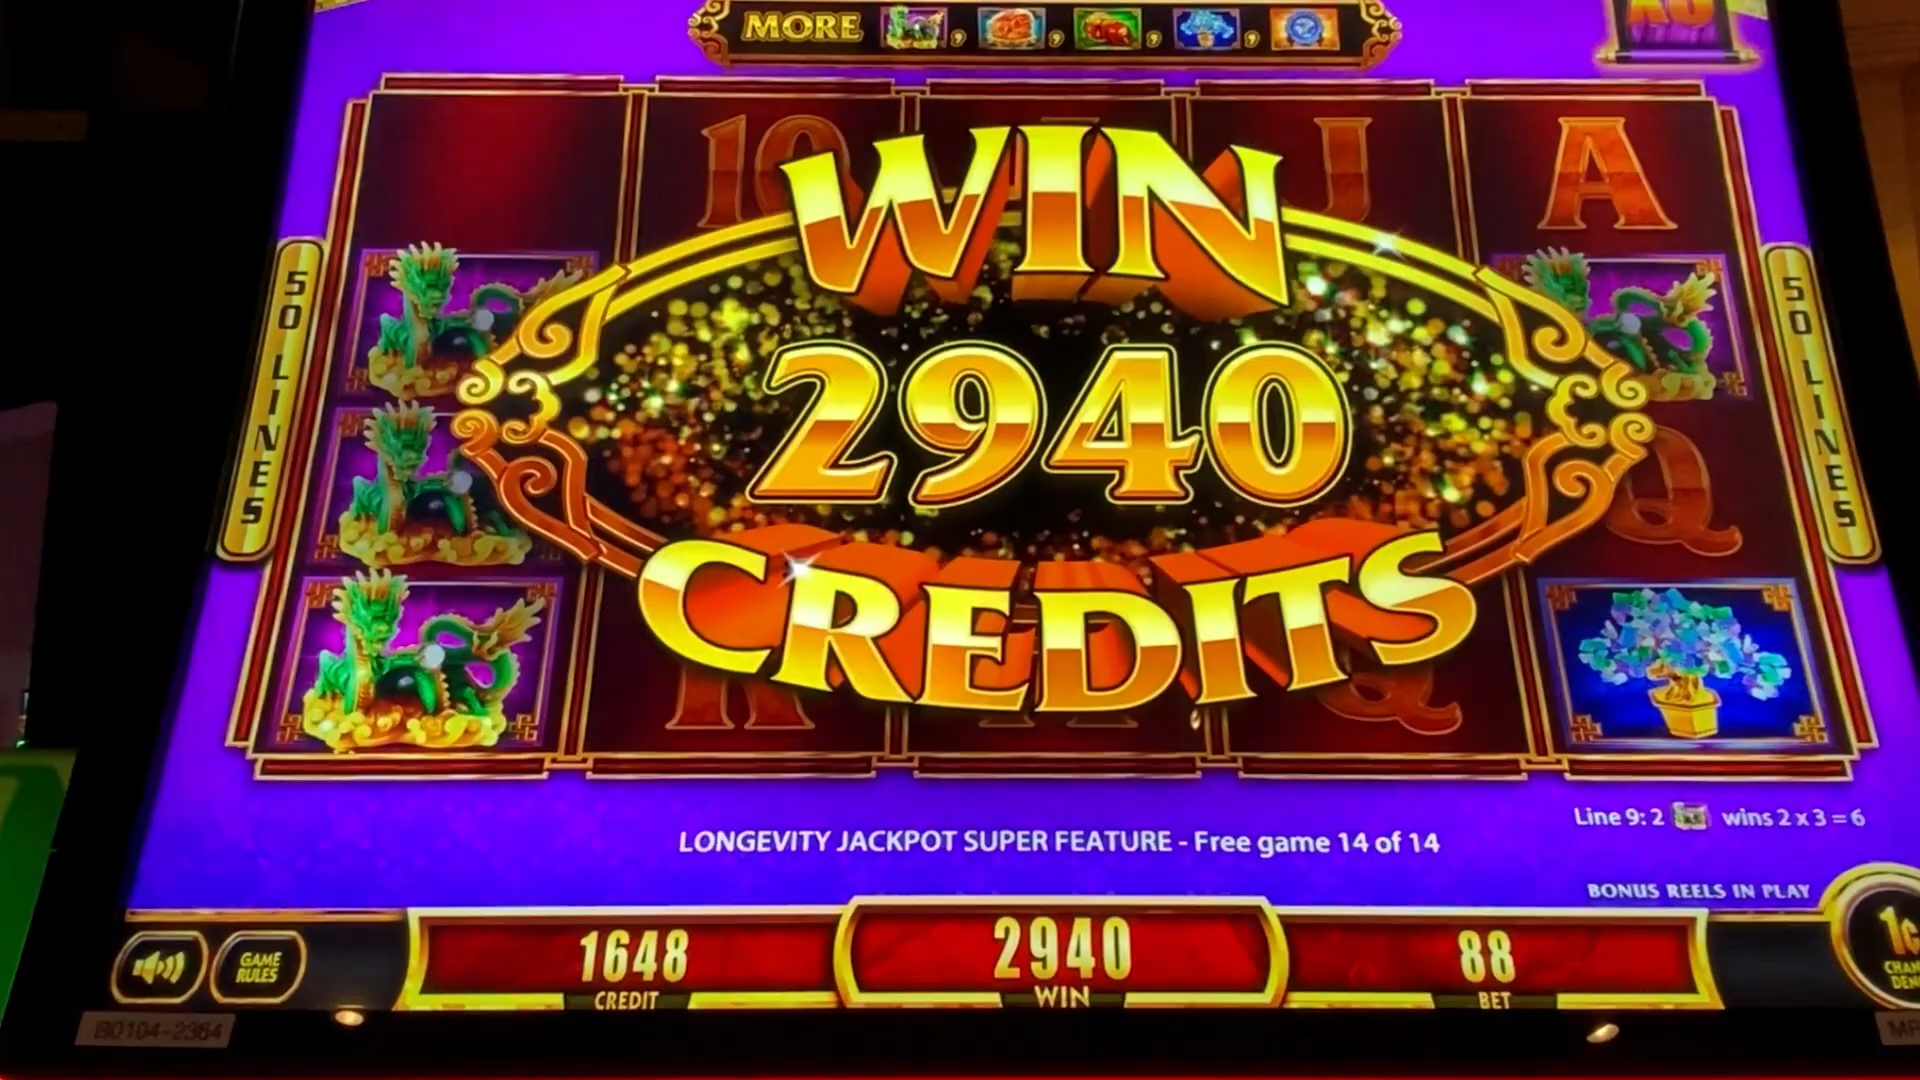 MORE
10 J A
WIN
2940
CREDITS
50 LINES
50 LINES
Q
K Q
Line 9: 2 wins 2 x 3 = 6
LONGEVITY JACKPOT SUPER FEATURE - Free game 14 of 14
BONUS REELS IN PLAY
GAME RULES
1648
CREDIT
2940
WIN
88
BET
1¢
B0104-2364